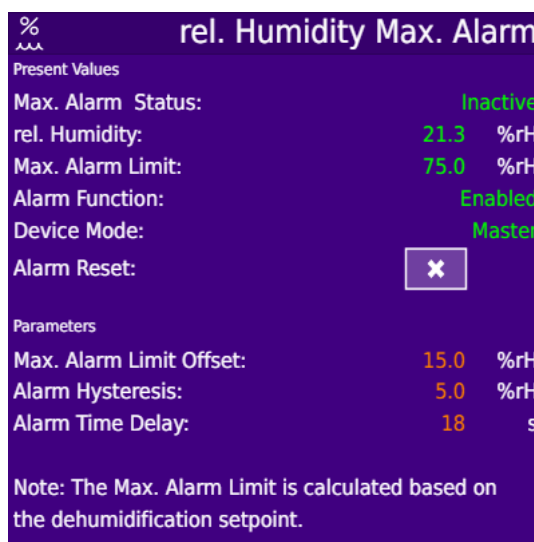 %
rel. Humidity Max. Alarm
Present Values
Max. Alarm Status: Inactive
rel. Humidity: 21.3 %rH
Max. Alarm Limit: 75.0 %rH
Alarm Function: Enabled
Device Mode: Master
Alarm Reset:
Parameters
Max. Alarm Limit Offset: 15.0 %rH
Alarm Hysteresis: 5.0 %rH
Alarm Time Delay: 18 s
Note: The Max. Alarm Limit is calculated based on
the dehumidification setpoint.